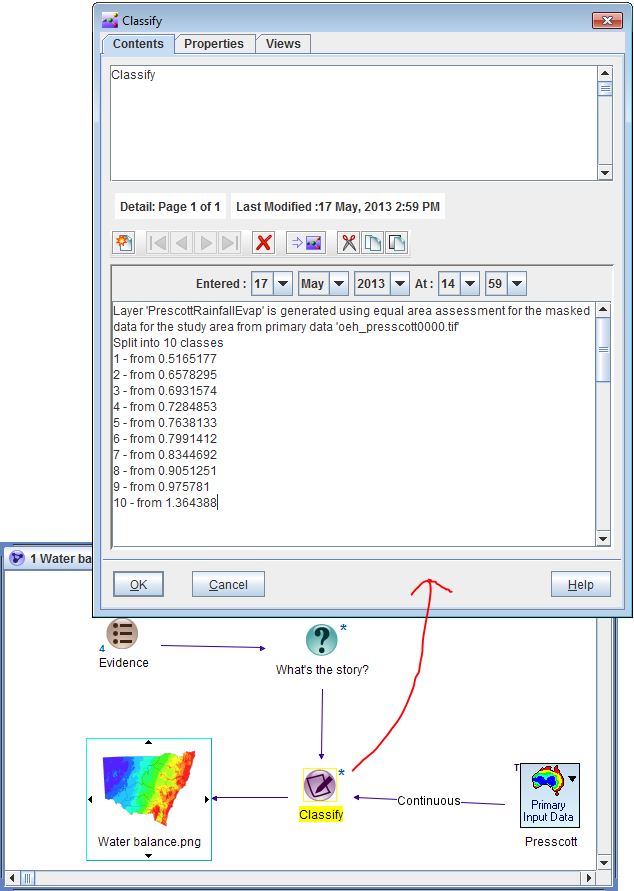 Classify
Contents Properties Views
Classify
Detail: Page 1 of 1 Last Modified :17 May, 2013 2:59 PM
Entered : 17 May 2013 At : 14 59
Layer 'PrescottRainfallEvap' is generated using equal area assessment for the masked
data for the study area from primary data 'oeh_presscott0000.tif'
Split into 10 classes
1 - from 0.5165177
2 - from 0.6578295
3 - from 0.6931574
4 - from 0.7284853
5 - from 0.7638133
6 - from 0.7991412
7 - from 0.8344692
8 - from 0.9051251
9 - from 0.975781
10 - from 1.364388
1 Water ba
OK Cancel Help
4
Evidence
*
What's the story?
*
Classify
Water balance.png
Continuous
T
Primary
Input Data
Presscott